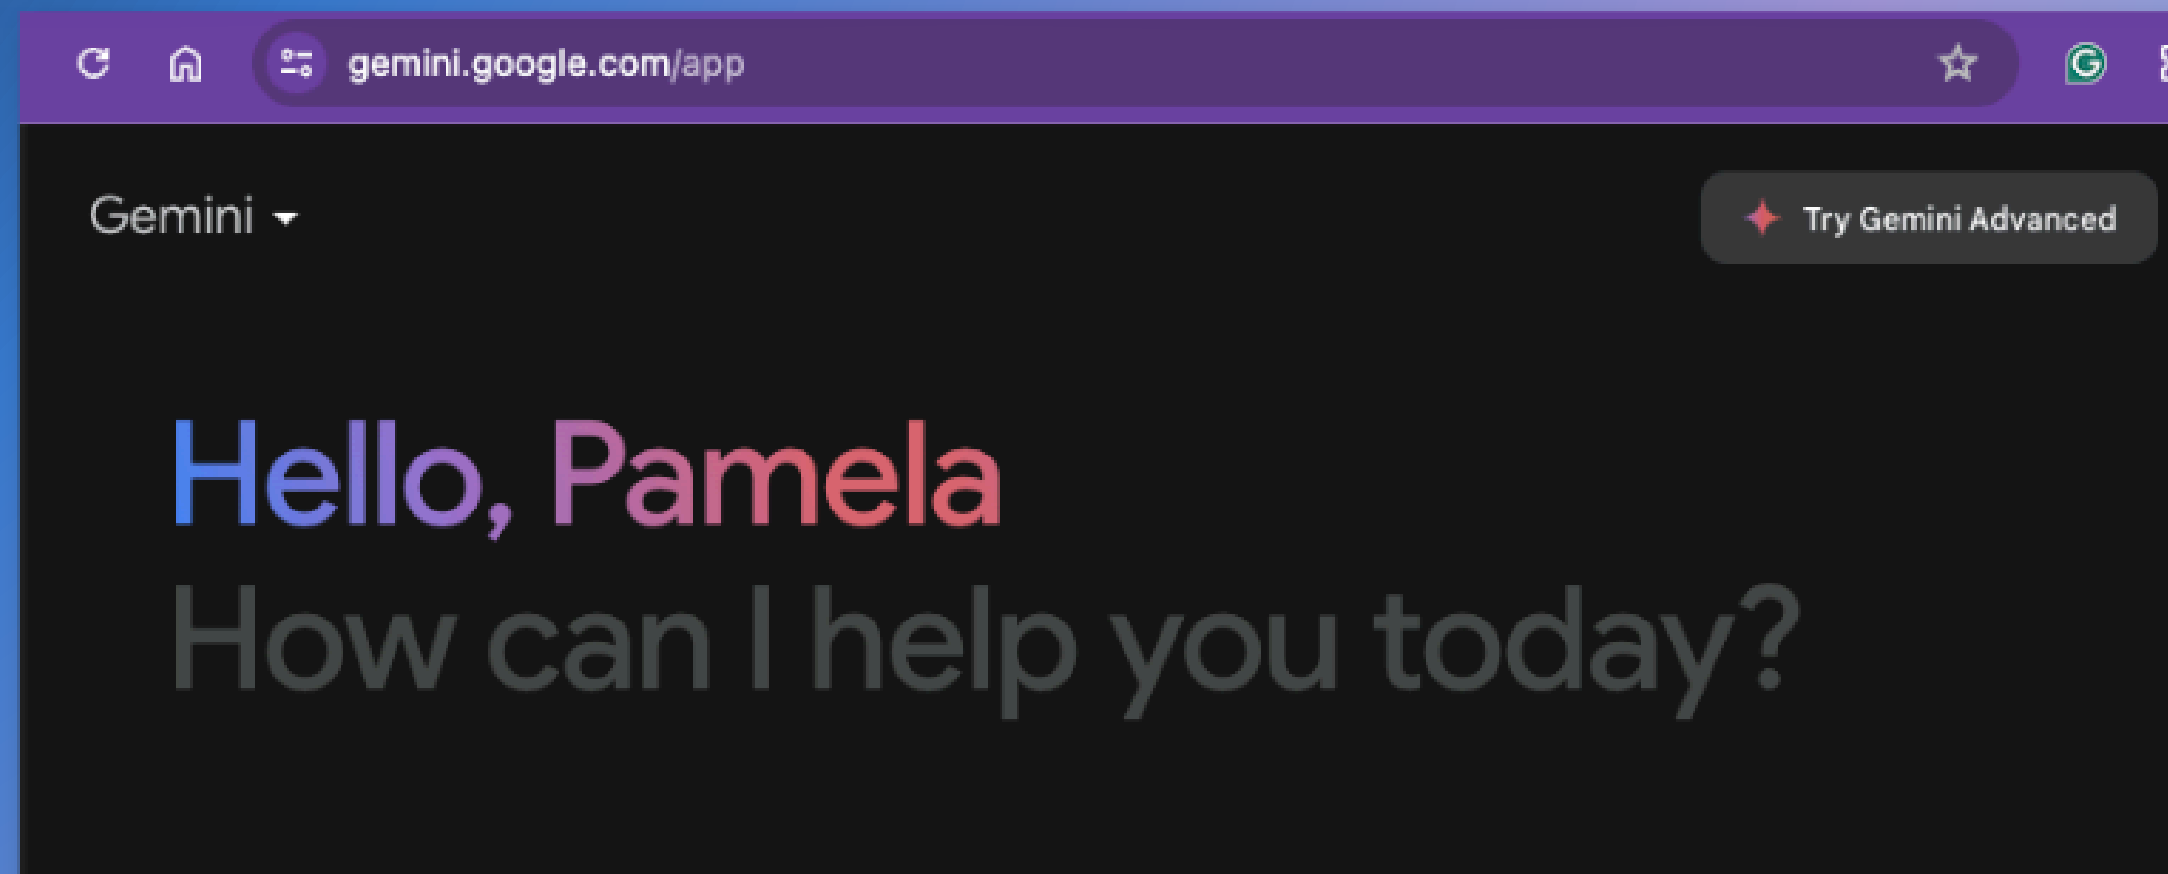 gemini.google.com/app
Gemini
Try Gemini Advanced
Hello, Pamela
How can I help you today?